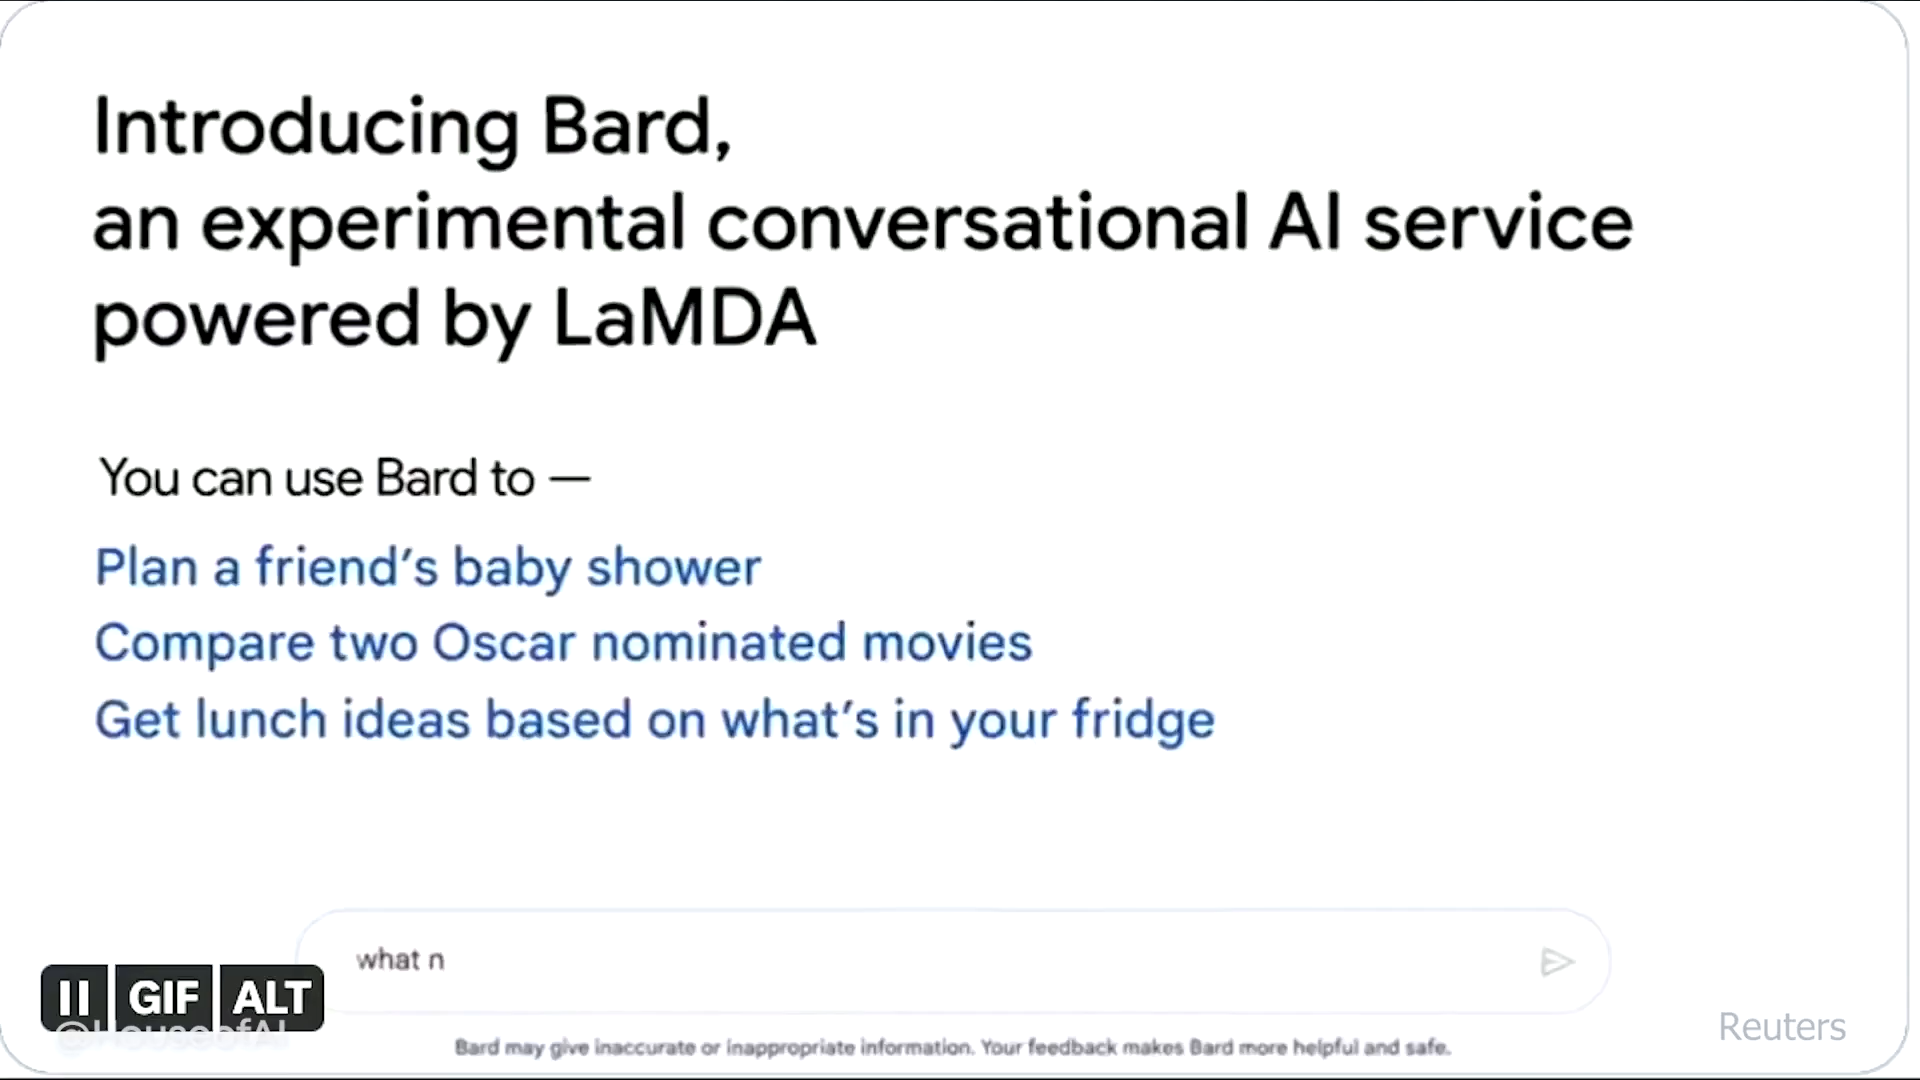 Introducing Bard,
an experimental conversational AI service
powered by LaMDA
You can use Bard to —
Plan a friend’s baby shower
Compare two Oscar nominated movies
Get lunch ideas based on what’s in your fridge
what n
GIF ALT
@HouseofAI
Reuters
Bard may give inaccurate or inappropriate information. Your feedback makes Bard more helpful and safe.